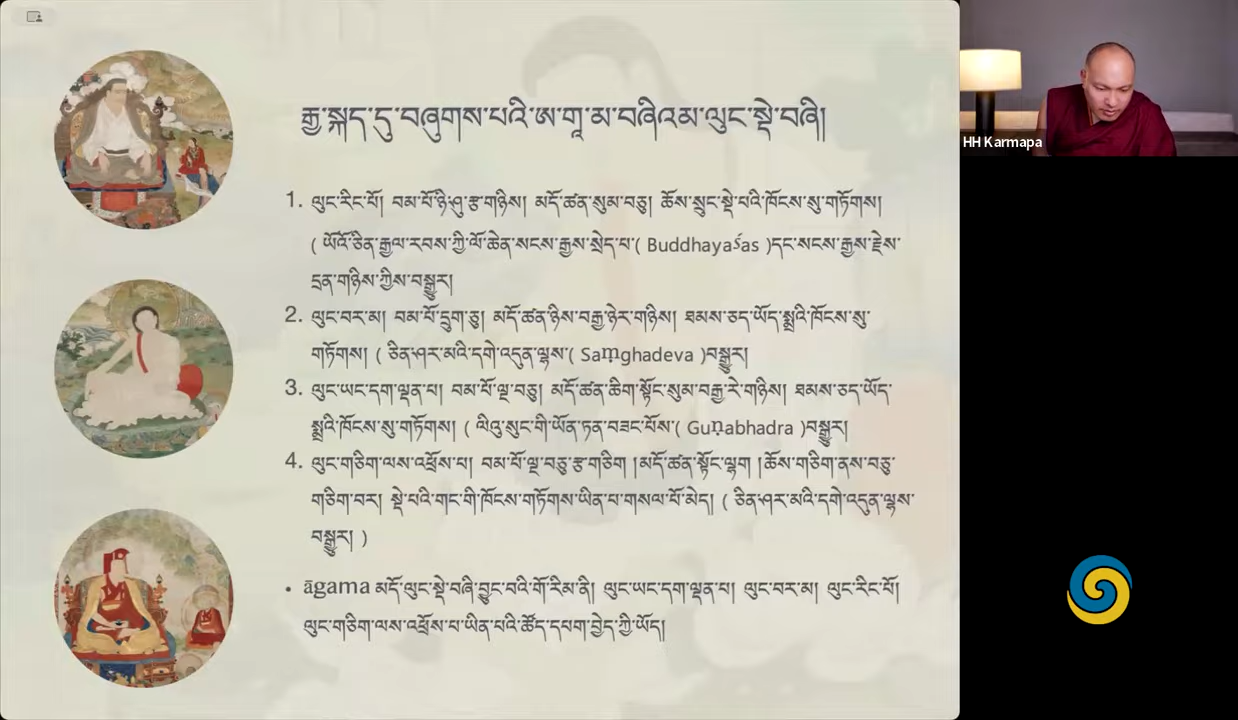 རྒྱ་སྐད་དུ་བཞུགས་པའི་ཨ་གཱ་མ་བཞིའམ་ལུང་སྡེ་བཞི།
1. ལུང་རིང་པོ། བམ་པོ་ཉི་ཤུ་རྩ་གཉིས། མདོ་ཚན་སུམ་བཅུ། ཆོས་སྲུང་སྡེ་པའི་ཁོངས་སུ་གཏོགས།
( ཡོའོ་ཅིན་རྒྱལ་རབས་ཀྱི་ལོ་ཆེན་སངས་རྒྱས་སྲེད་པ་( Buddhayaśas )དང་སངས་རྒྱས་རྗེས་
དྲན་གཉིས་ཀྱིས་བསྒྱུར།
2. ལུང་བར་མ། བམ་པོ་དྲུག་ཅུ། མདོ་ཚན་ཉིས་བརྒྱ་ཉེར་གཉིས། ཐམས་ཅད་ཡོད་སྨྲའི་ཁོངས་སུ་
གཏོགས། ( ཅིན་ཤར་མའི་དགེ་འདུན་ལྷས་( Saṃghadeva )བསྒྱུར།
3. ལུང་ཡང་དག་ལྡན་པ། བམ་པོ་ལྔ་བཅུ། མདོ་ཚན་ཆིག་སྟོང་སུམ་བརྒྱ་རེ་གཉིས། ཐམས་ཅད་ཡོད་
སྨྲའི་ཁོངས་སུ་གཏོགས། ( ལིའུ་སུང་གི་ཡོན་ཏན་བཟང་པོས་( Guṇabhadra )བསྒྱུར།
4. ལུང་གཅིག་ལས་འཕྲོས་པ། བམ་པོ་ལྔ་བཅུ་རྩ་གཅིག །མདོ་ཚན་སྟོང་ལྷག །ཆོས་གཅིག་ནས་བཅུ་
གཅིག་བར། སྡེ་པའི་གང་གི་ཁོངས་གཏོགས་ཡིན་པ་གསལ་པོ་མེད། ( ཅིན་ཤར་མའི་དགེ་འདུན་ལྷས་
བསྒྱུར། )
• āgama མདོ་ལུང་སྡེ་བཞི་བྱུང་བའི་གོ་རིམ་ནི། ལུང་ཡང་དག་ལྡན་པ། ལུང་བར་མ། ལུང་རིང་པོ།
ལུང་གཅིག་ལས་འཕྲོས་པ་ཡིན་པའི་ཚོད་དཔག་བྱེད་ཀྱི་ཡོད།
HH Karmapa